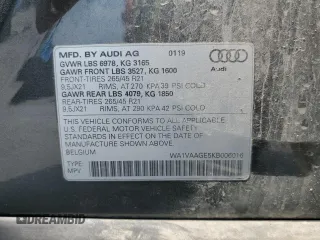 MFD. BY AUDI AG 0119
GVWR LBS 6978, KG 3165
GAWR FRONT LBS 3527, KG 1600
FRONT-TIRES 265/45 R21
9.5JX21 RIMS, AT 270 KPA 39 PSI COLD
GAWR REAR LBS 4079, KG 1850
REAR-TIRES 265/45 R21
9.5JX21 RIMS, AT 290 KPA 42 PSI COLD
THIS VEHICLE CONFORMS TO ALL APPLICABLE
U.S. FEDERAL MOTOR VEHICLE SAFETY
STANDARDS IN EFFECT ON THE DATE OF
MANUFACTURE SHOWN ABOVE.
BELGIUM
Audi
TYPE:
MPV